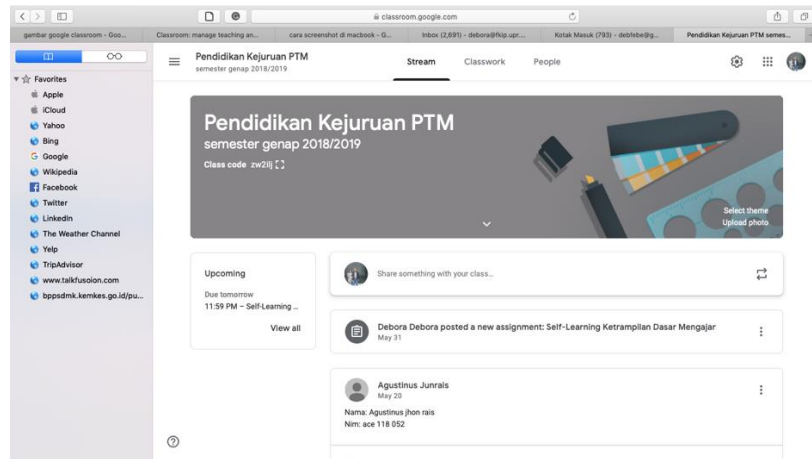 classroom.google.com
gambar google classroom - Goo...
Classroom: manage teaching an...
cara screenshot di macbook - G...
Inbox (2,691) - debora@fkip.upr....
Kotak Masuk (793) - debfebe@g...
Pendidikan Kejuruan PTM semes...
Favorites
Apple
iCloud
Yahoo
Bing
Google
Wikipedia
Facebook
Twitter
LinkedIn
The Weather Channel
Yelp
TripAdvisor
www.talkfusoion.com
bppsdmk.kemkes.go.id/pu...
Pendidikan Kejuruan PTM
semester genap 2018/2019
Stream
Classwork
People
Pendidikan Kejuruan PTM
semester genap 2018/2019
Class code zw2ilj
Select theme
Upload photo
Upcoming
Due tomorrow
11:59 PM – Self-Learning ...
View all
Share something with your class...
Debora Debora posted a new assignment: Self-Learning Ketrampilan Dasar Mengajar
May 31
Agustinus Junrais
May 20
Nama: Agustinus jhon rais
Nim: ace 118 052